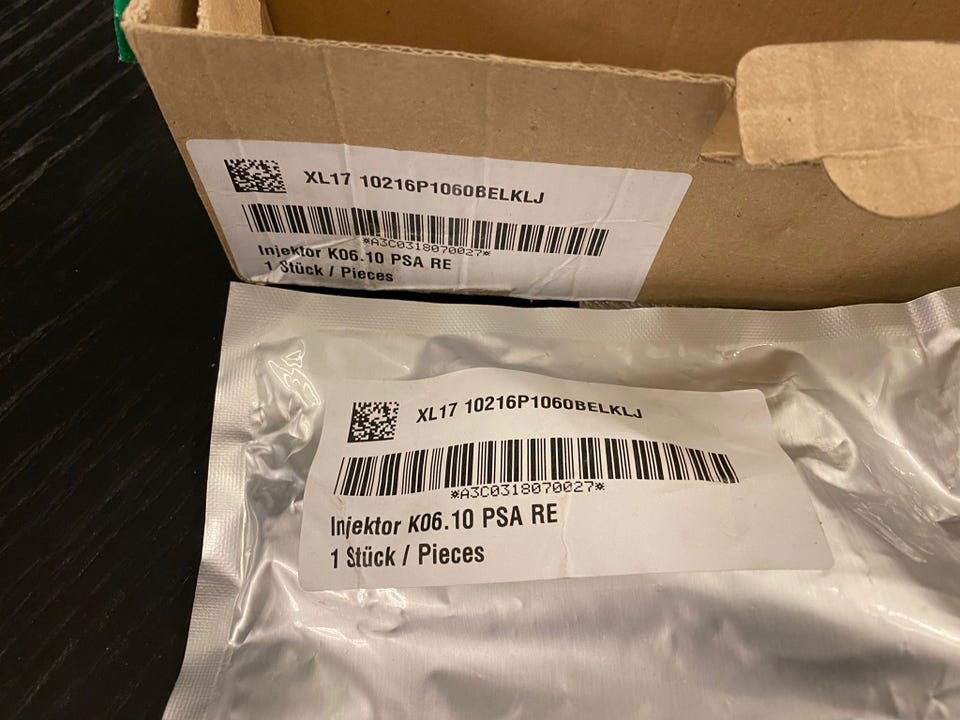 XL17 10216P1060BELKLJ
*A3C0318070027*
Injektor K06.10 PSA RE
1 Stück / Pieces
XL17 10216P1060BELKLJ
*A3C0318070027*
Injektor K06.10 PSA RE
1 Stück / Pieces